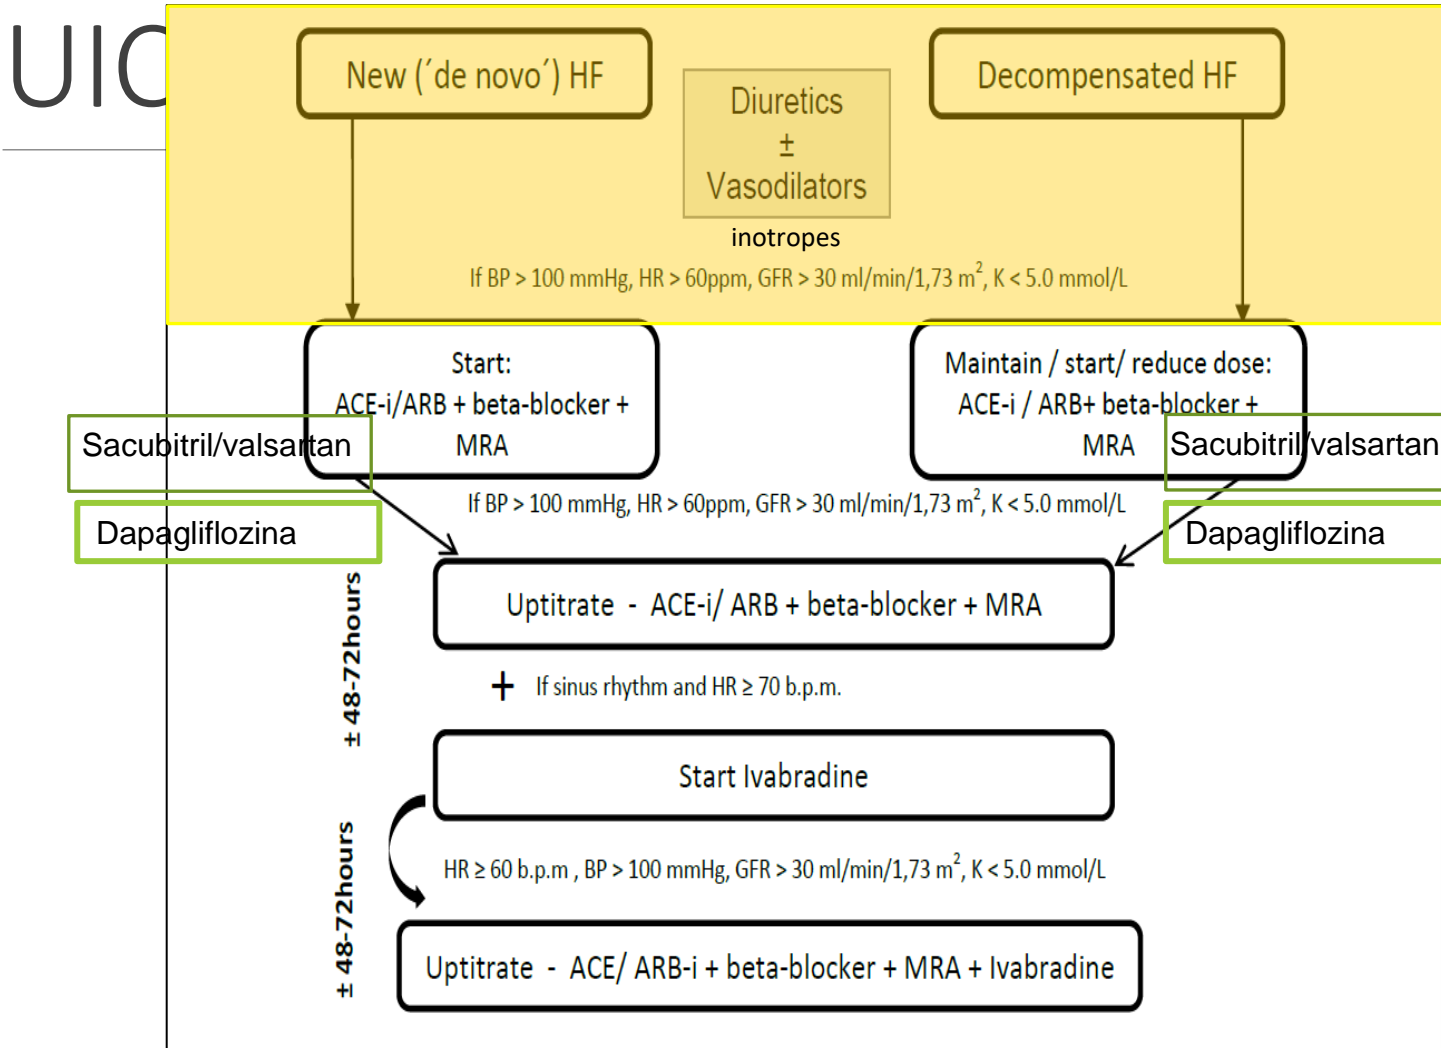 UIC
New (´de novo´) HF
Decompensated HF
Diuretics
±
Vasodilators
inotropes
If BP > 100 mmHg, HR > 60ppm, GFR > 30 ml/min/1,73 m², K < 5.0 mmol/L
Start:
ACE-i/ARB + beta-blocker +
MRA
Maintain / start/ reduce dose:
ACE-i / ARB+ beta-blocker +
MRA
Sacubitril/valsartan
Sacubitril/valsartan
If BP > 100 mmHg, HR > 60ppm, GFR > 30 ml/min/1,73 m², K < 5.0 mmol/L
Dapagliflozina
Dapagliflozina
Uptitrate - ACE-i/ ARB + beta-blocker + MRA
± 48-72hours
+ If sinus rhythm and HR ≥ 70 b.p.m.
Start Ivabradine
± 48-72hours
HR ≥ 60 b.p.m , BP > 100 mmHg, GFR > 30 ml/min/1,73 m², K < 5.0 mmol/L
Uptitrate - ACE/ ARB-i + beta-blocker + MRA + Ivabradine